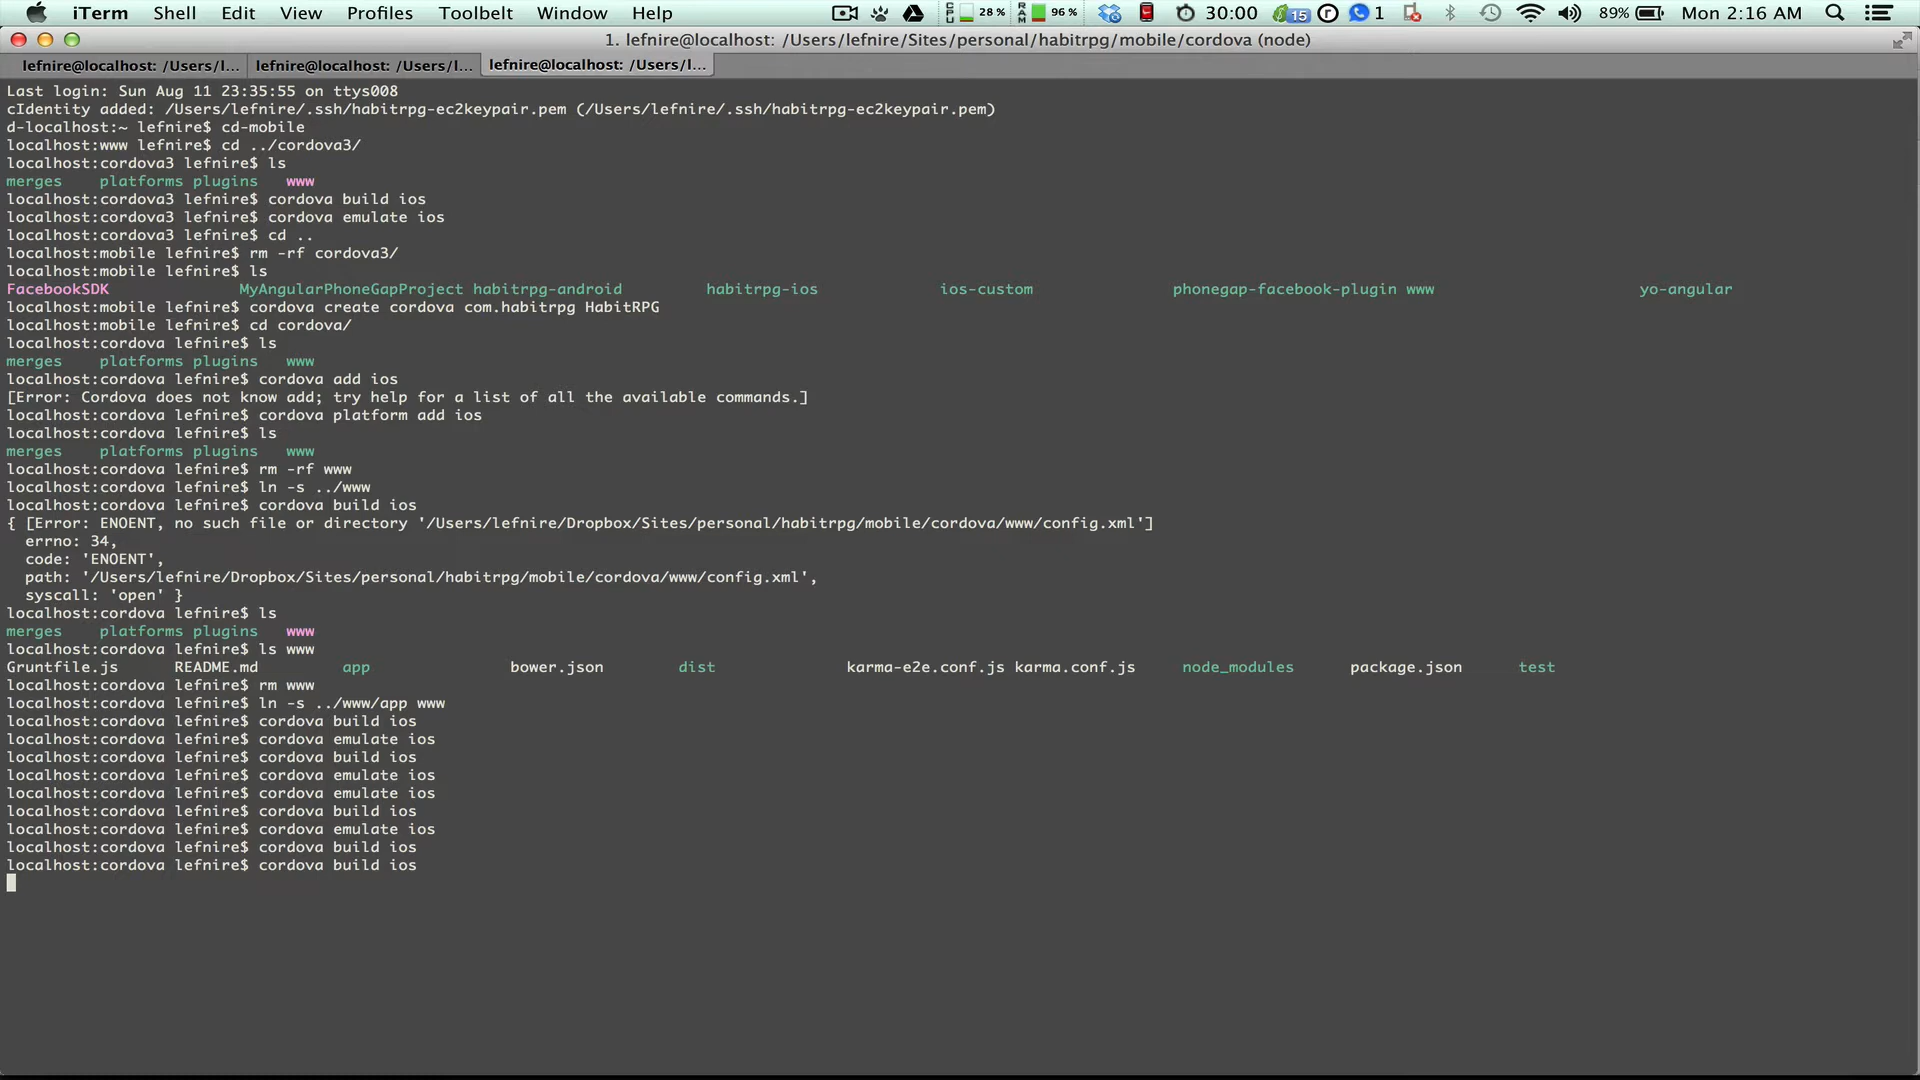 iTerm Shell Edit View Profiles Toolbelt Window Help CPU 28% RAM 96% 30:00 15 r 1 89% Mon 2:16 AM
1. lefnire@localhost: /Users/lefnire/Sites/personal/habitrpg/mobile/cordova (node)
lefnire@localhost: /Users/l... lefnire@localhost: /Users/l... lefnire@localhost: /Users/l...
Last login: Sun Aug 11 23:35:55 on ttys008
cIdentity added: /Users/lefnire/.ssh/habitrpg-ec2keypair.pem (/Users/lefnire/.ssh/habitrpg-ec2keypair.pem)
d-localhost:~ lefnire$ cd-mobile
localhost:www lefnire$ cd ../cordova3/
localhost:cordova3 lefnire$ ls
merges platforms plugins www
localhost:cordova3 lefnire$ cordova build ios
localhost:cordova3 lefnire$ cordova emulate ios
localhost:cordova3 lefnire$ cd ..
localhost:mobile lefnire$ rm -rf cordova3/
localhost:mobile lefnire$ ls
FacebookSDK MyAngularPhoneGapProject habitrpg-android habitrpg-ios ios-custom phonegap-facebook-plugin www yo-angular
localhost:mobile lefnire$ cordova create cordova com.habitrpg HabitRPG
localhost:mobile lefnire$ cd cordova/
localhost:cordova lefnire$ ls
merges platforms plugins www
localhost:cordova lefnire$ cordova add ios
[Error: Cordova does not know add; try help for a list of all the available commands.]
localhost:cordova lefnire$ cordova platform add ios
localhost:cordova lefnire$ ls
merges platforms plugins www
localhost:cordova lefnire$ rm -rf www
localhost:cordova lefnire$ ln -s ../www
localhost:cordova lefnire$ cordova build ios
{ [Error: ENOENT, no such file or directory '/Users/lefnire/Dropbox/Sites/personal/habitrpg/mobile/cordova/www/config.xml']
errno: 34,
code: 'ENOENT',
path: '/Users/lefnire/Dropbox/Sites/personal/habitrpg/mobile/cordova/www/config.xml',
syscall: 'open' }
localhost:cordova lefnire$ ls
merges platforms plugins www
localhost:cordova lefnire$ ls www
Gruntfile.js README.md app bower.json dist karma-e2e.conf.js karma.conf.js node_modules package.json test
localhost:cordova lefnire$ rm www
localhost:cordova lefnire$ ln -s ../www/app www
localhost:cordova lefnire$ cordova build ios
localhost:cordova lefnire$ cordova emulate ios
localhost:cordova lefnire$ cordova build ios
localhost:cordova lefnire$ cordova emulate ios
localhost:cordova lefnire$ cordova emulate ios
localhost:cordova lefnire$ cordova build ios
localhost:cordova lefnire$ cordova emulate ios
localhost:cordova lefnire$ cordova build ios
localhost:cordova lefnire$ cordova build ios